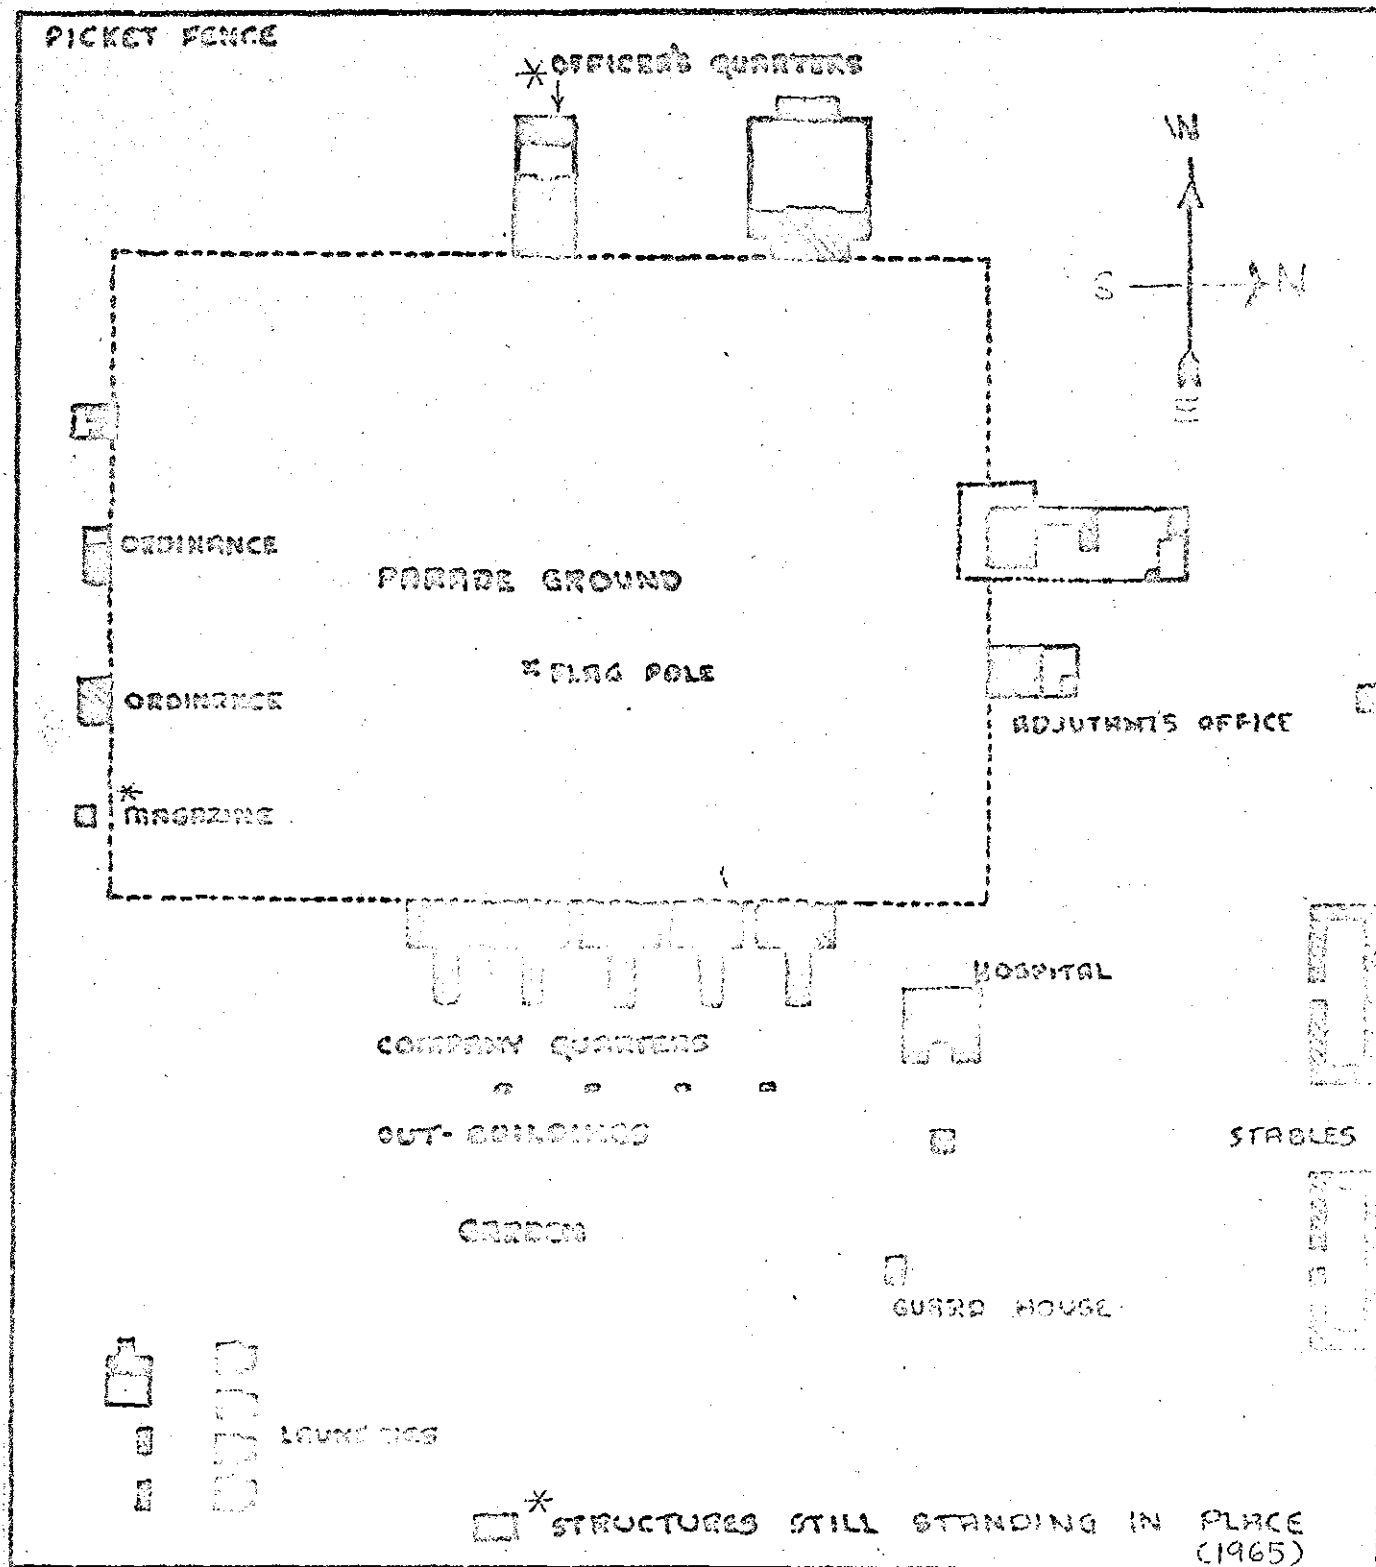 PICKET FENCE
*OFFICER'S QUARTERS
W
S N
E
ORDINANCE
PARADE GROUND
* FLAG POLE
ORDINANCE
ADJUTANT'S OFFICE
* MAGAZINE
HOSPITAL
COMPANY QUARTERS
OUT-BUILDINGS
STABLES
GARDEN
GUARD HOUSE
*STRUCTURES STILL STANDING IN PLACE
(1965)